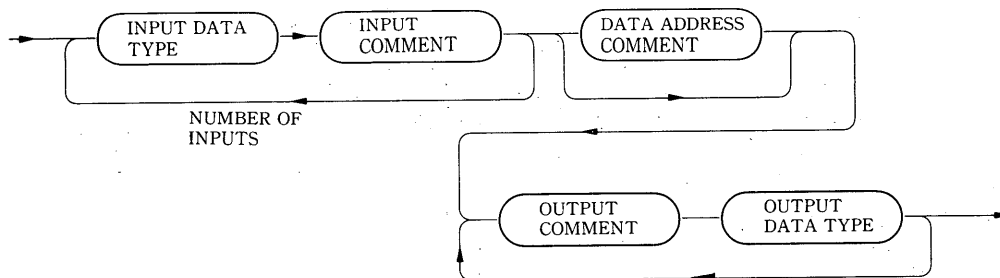 INPUT DATA
TYPE
INPUT
COMMENT
DATA ADDRESS
COMMENT
NUMBER OF
INPUTS
OUTPUT
COMMENT
OUTPUT
DATA TYPE